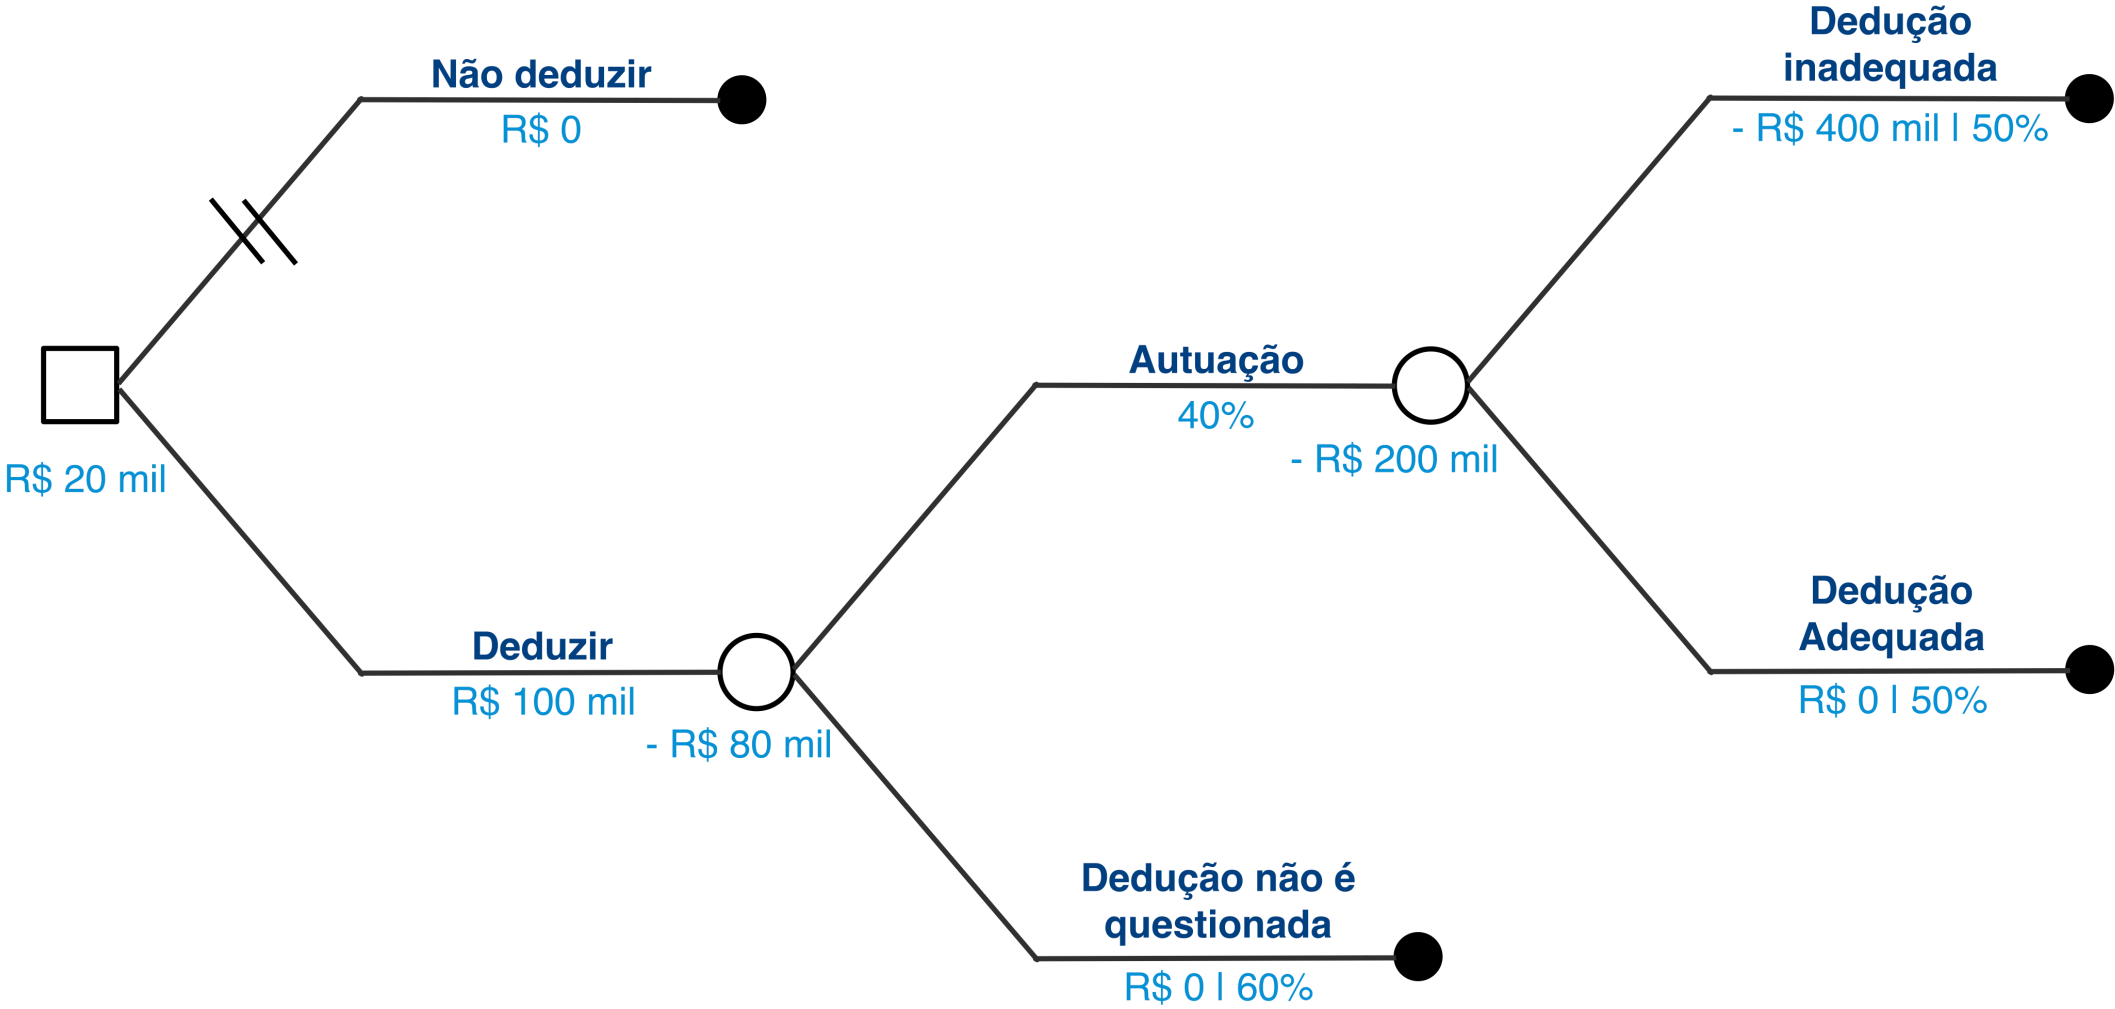 Não deduzir
R$ 0
Dedução
inadequada
- R$ 400 mil | 50%
R$ 20 mil
Autuação
40%
- R$ 200 mil
Deduzir
R$ 100 mil
- R$ 80 mil
Dedução
Adequada
R$ 0 | 50%
Dedução não é
questionada
R$ 0 | 60%